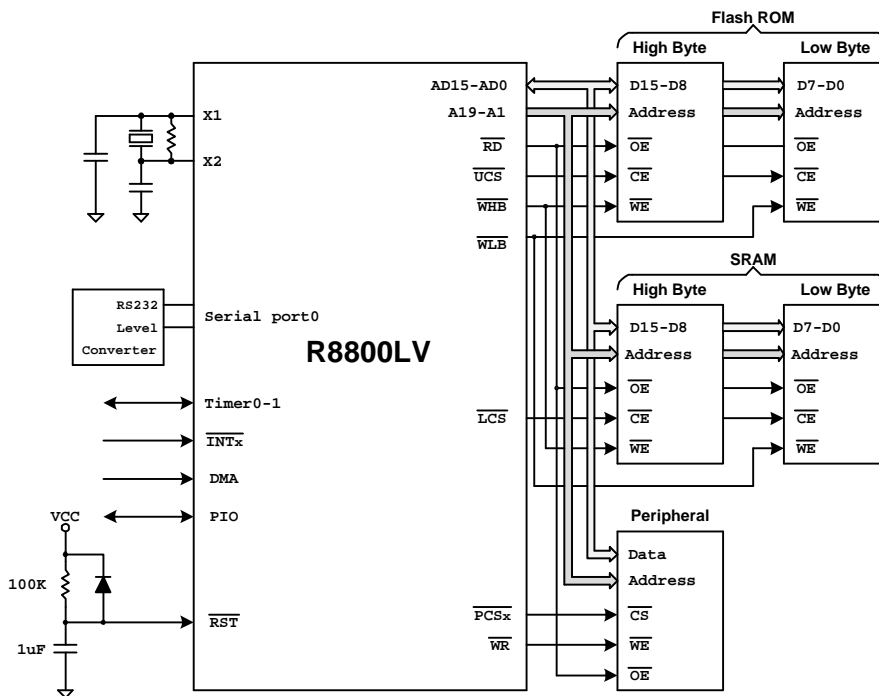 Flash ROM
High Byte
Low Byte
AD15-AD0
D15-D8
D7-D0
A19-A1
Address
Address
X1
RD
OE
OE
X2
UCS
CE
CE
WHB
WE
WE
WLB
SRAM
High Byte
Low Byte
RS232
Level
Converter
Serial port0
D15-D8
D7-D0
R8800LV
Address
Address
OE
OE
Timer0-1
LCS
CE
CE
INTx
WE
WE
DMA
PIO
Peripheral
VCC
Data
100K
Address
RST
PCSx
CS
1uF
WR
WE
OE